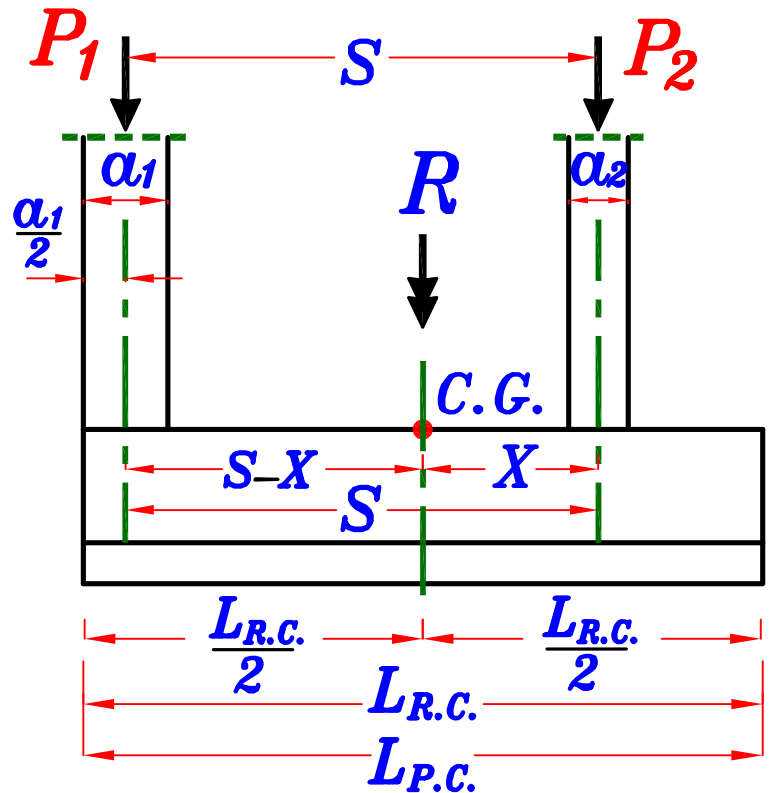 P1 S P2
a1 R a2
a1/2
C.G.
S-X X
S
LR.C./2 LR.C./2
LR.C.
LP.C.